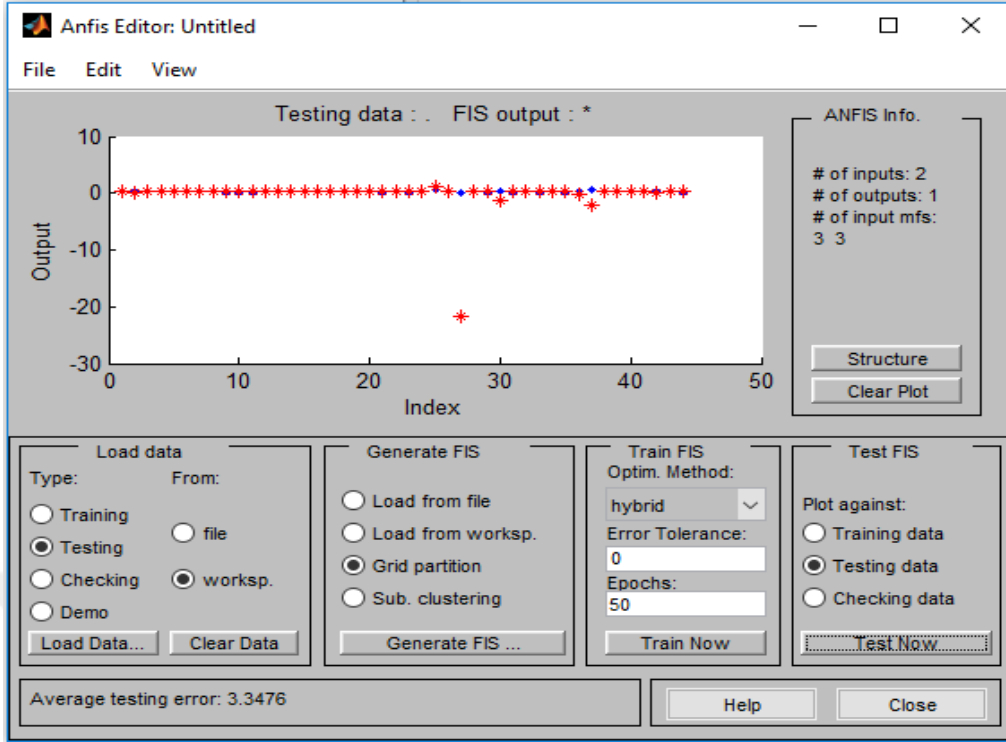 Anfis Editor: Untitled
File Edit View
Testing data : . FIS output : *
10
0
-10
-20
-30
Output
0 10 20 30 40 50
Index
ANFIS Info.
# of inputs: 2
# of outputs: 1
# of input mfs:
3 3
Structure
Clear Plot
Load data
Type: From:
Training
Testing
Checking
Demo
file
worksp.
Load Data... Clear Data
Generate FIS
Load from file
Load from worksp.
Grid partition
Sub. clustering
Generate FIS ...
Train FIS
Optim. Method:
hybrid
Error Tolerance:
0
Epochs:
50
Train Now
Test FIS
Plot against:
Training data
Testing data
Checking data
Test Now
Average testing error: 3.3476
Help Close